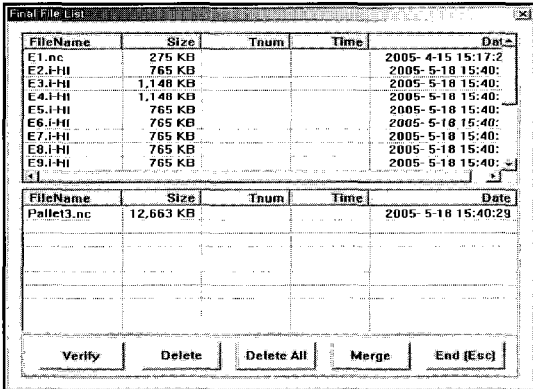 Final File List
FileName Size Tnum Time Dat
E1.nc 275 KB 2005- 4-15 15:17:2
E2.i-HI 765 KB 2005- 5-18 15:40:
E3.i-HI 1,148 KB 2005- 5-18 15:40:
E4.i-HI 1,148 KB 2005- 5-18 15:40:
E5.i-HI 765 KB 2005- 5-18 15:40:
E6.i-HI 765 KB 2005- 5-18 15:40:
E7.i-HI 765 KB 2005- 5-18 15:40:
E8.i-HI 765 KB 2005- 5-18 15:40:
E9.i-HI 765 KB 2005- 5-18 15:40:
FileName Size Tnum Time Date
Pallet3.nc 12,663 KB 2005- 5-18 15:40:29
Verify Delete Delete All Merge End (Esc)